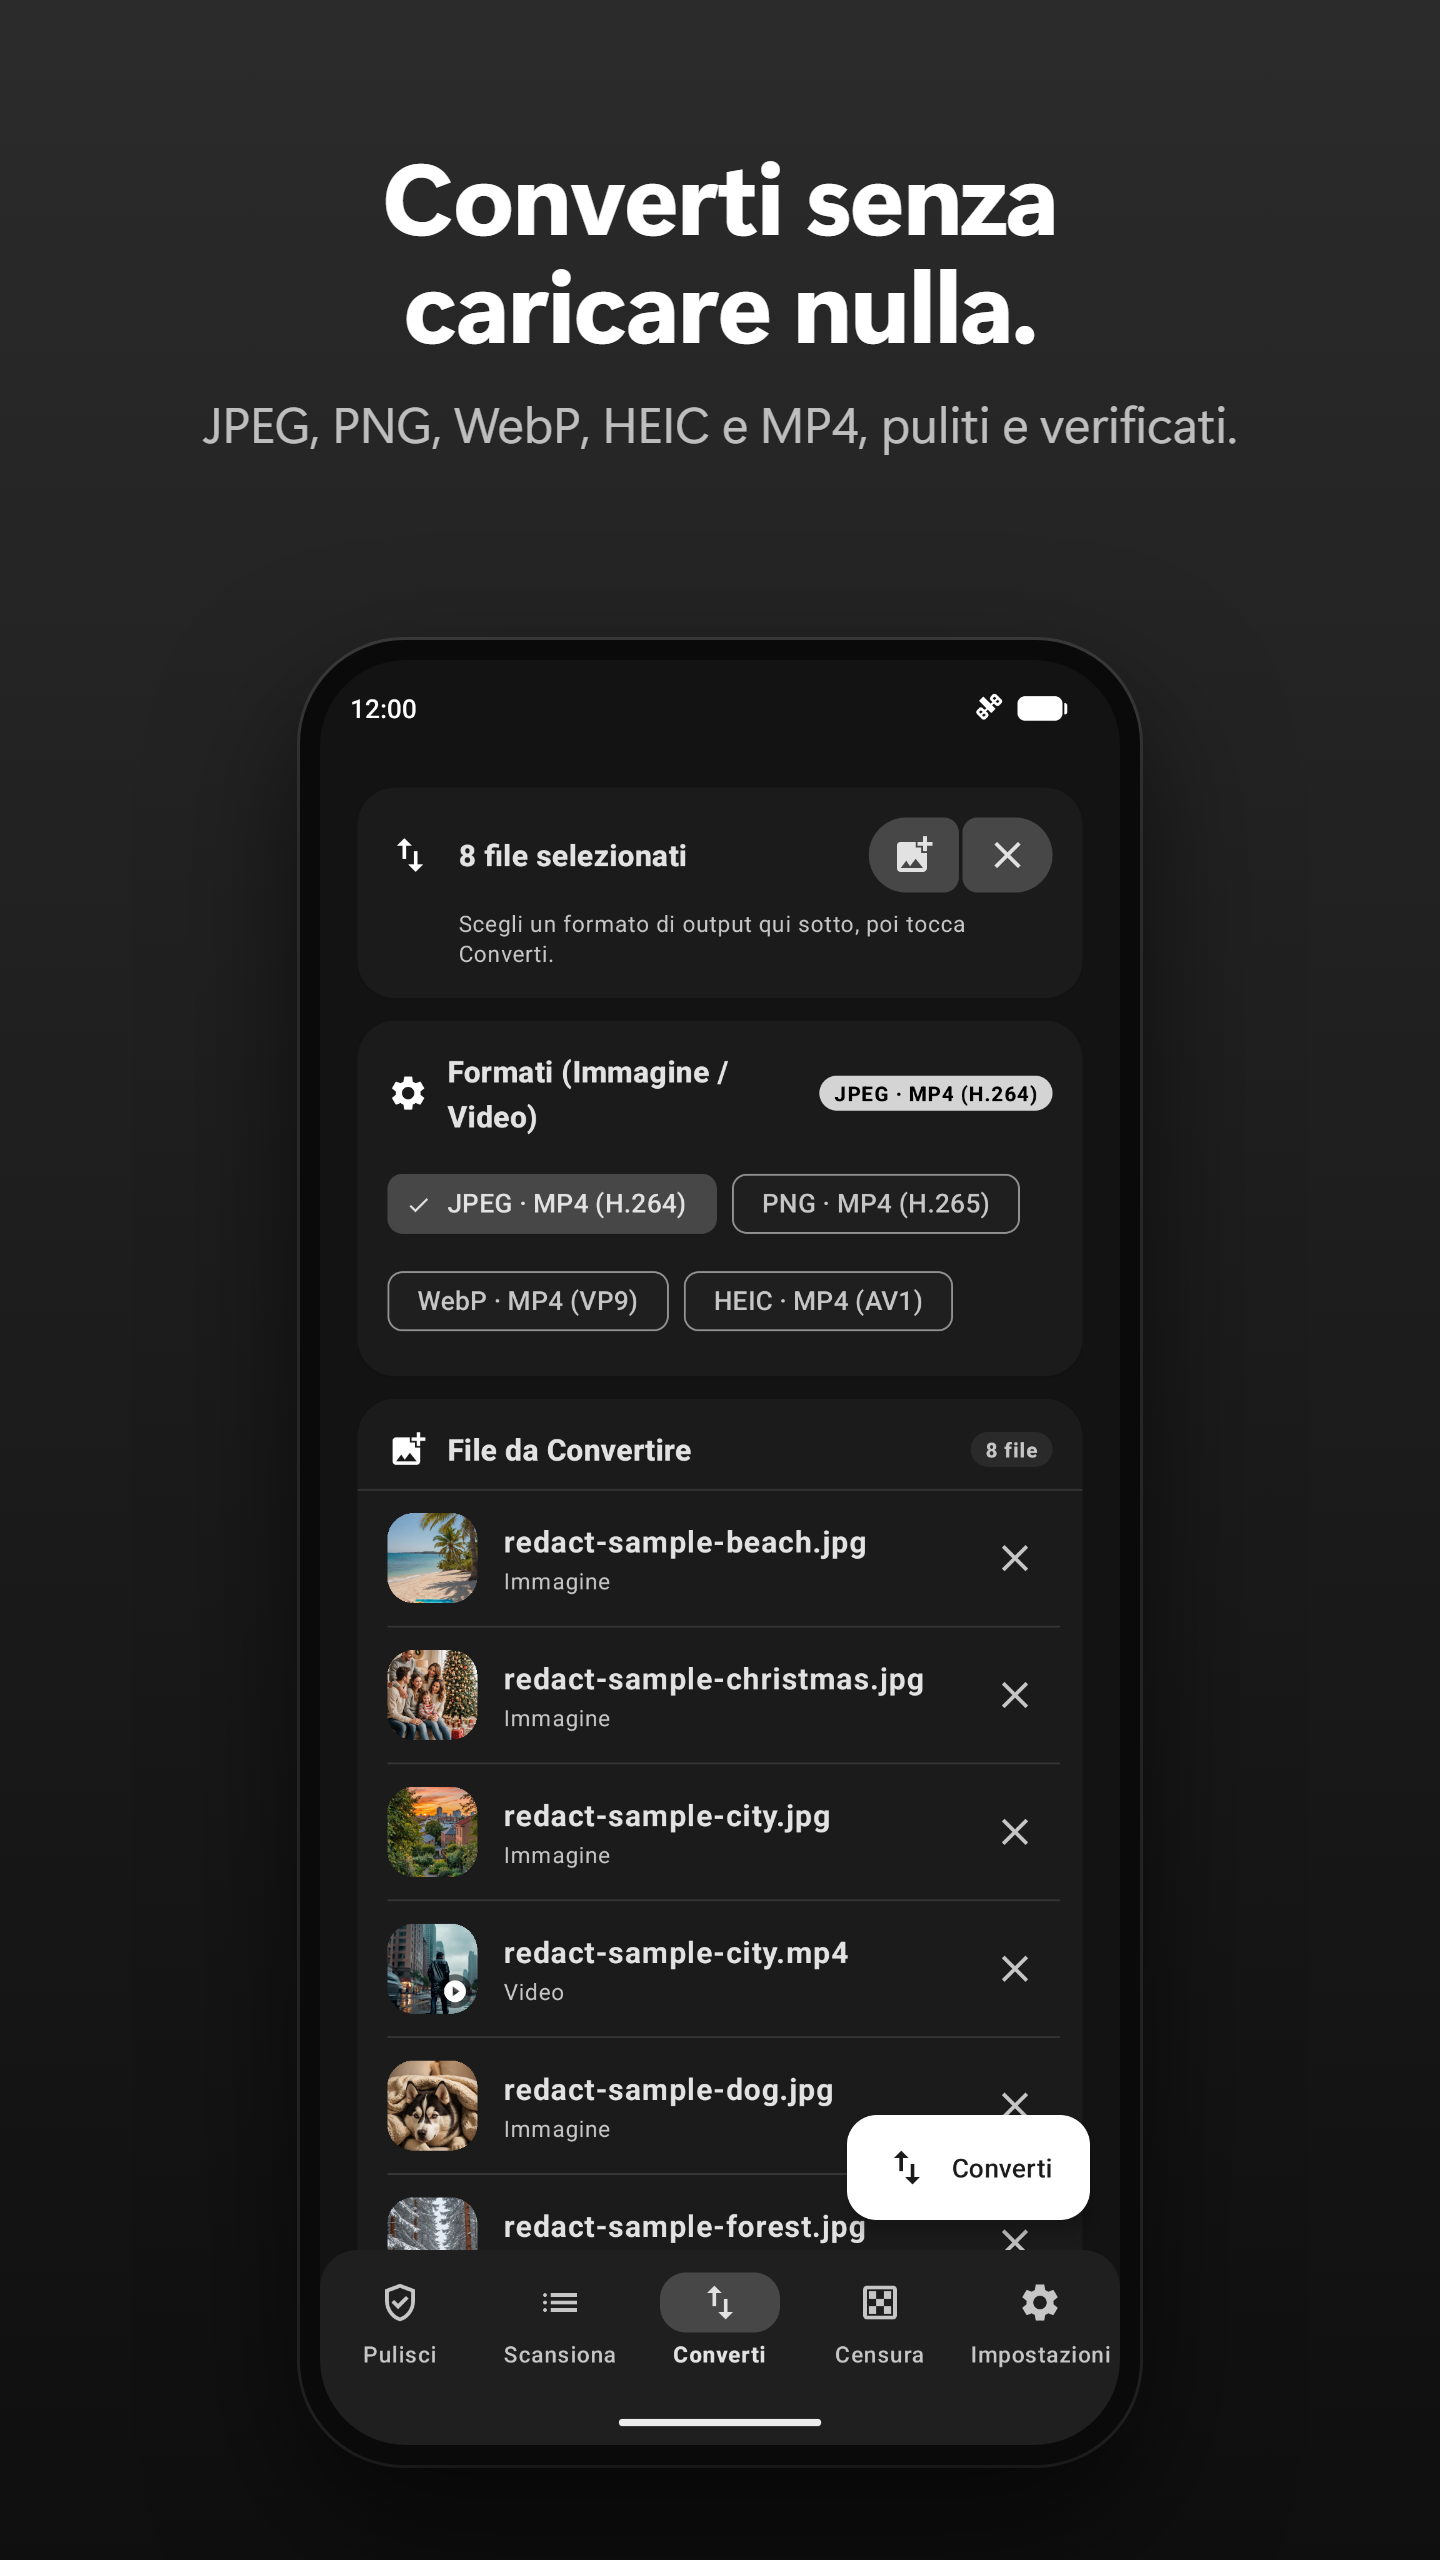 Converti senza
caricare nulla.
JPEG, PNG, WebP, HEIC e MP4, puliti e verificati.
12:00
8 file selezionati
Scegli un formato di output qui sotto, poi tocca
Converti.
Formati (Immagine /
Video)
JPEG · MP4 (H.264)
JPEG · MP4 (H.264)
PNG · MP4 (H.265)
WebP · MP4 (VP9)
HEIC · MP4 (AV1)
File da Convertire
8 file
redact-sample-beach.jpg
Immagine
redact-sample-christmas.jpg
Immagine
redact-sample-city.jpg
Immagine
redact-sample-city.mp4
Video
redact-sample-dog.jpg
Immagine
Converti
redact-sample-forest.jpg
Pulisci
Scansiona
Converti
Censura
Impostazioni